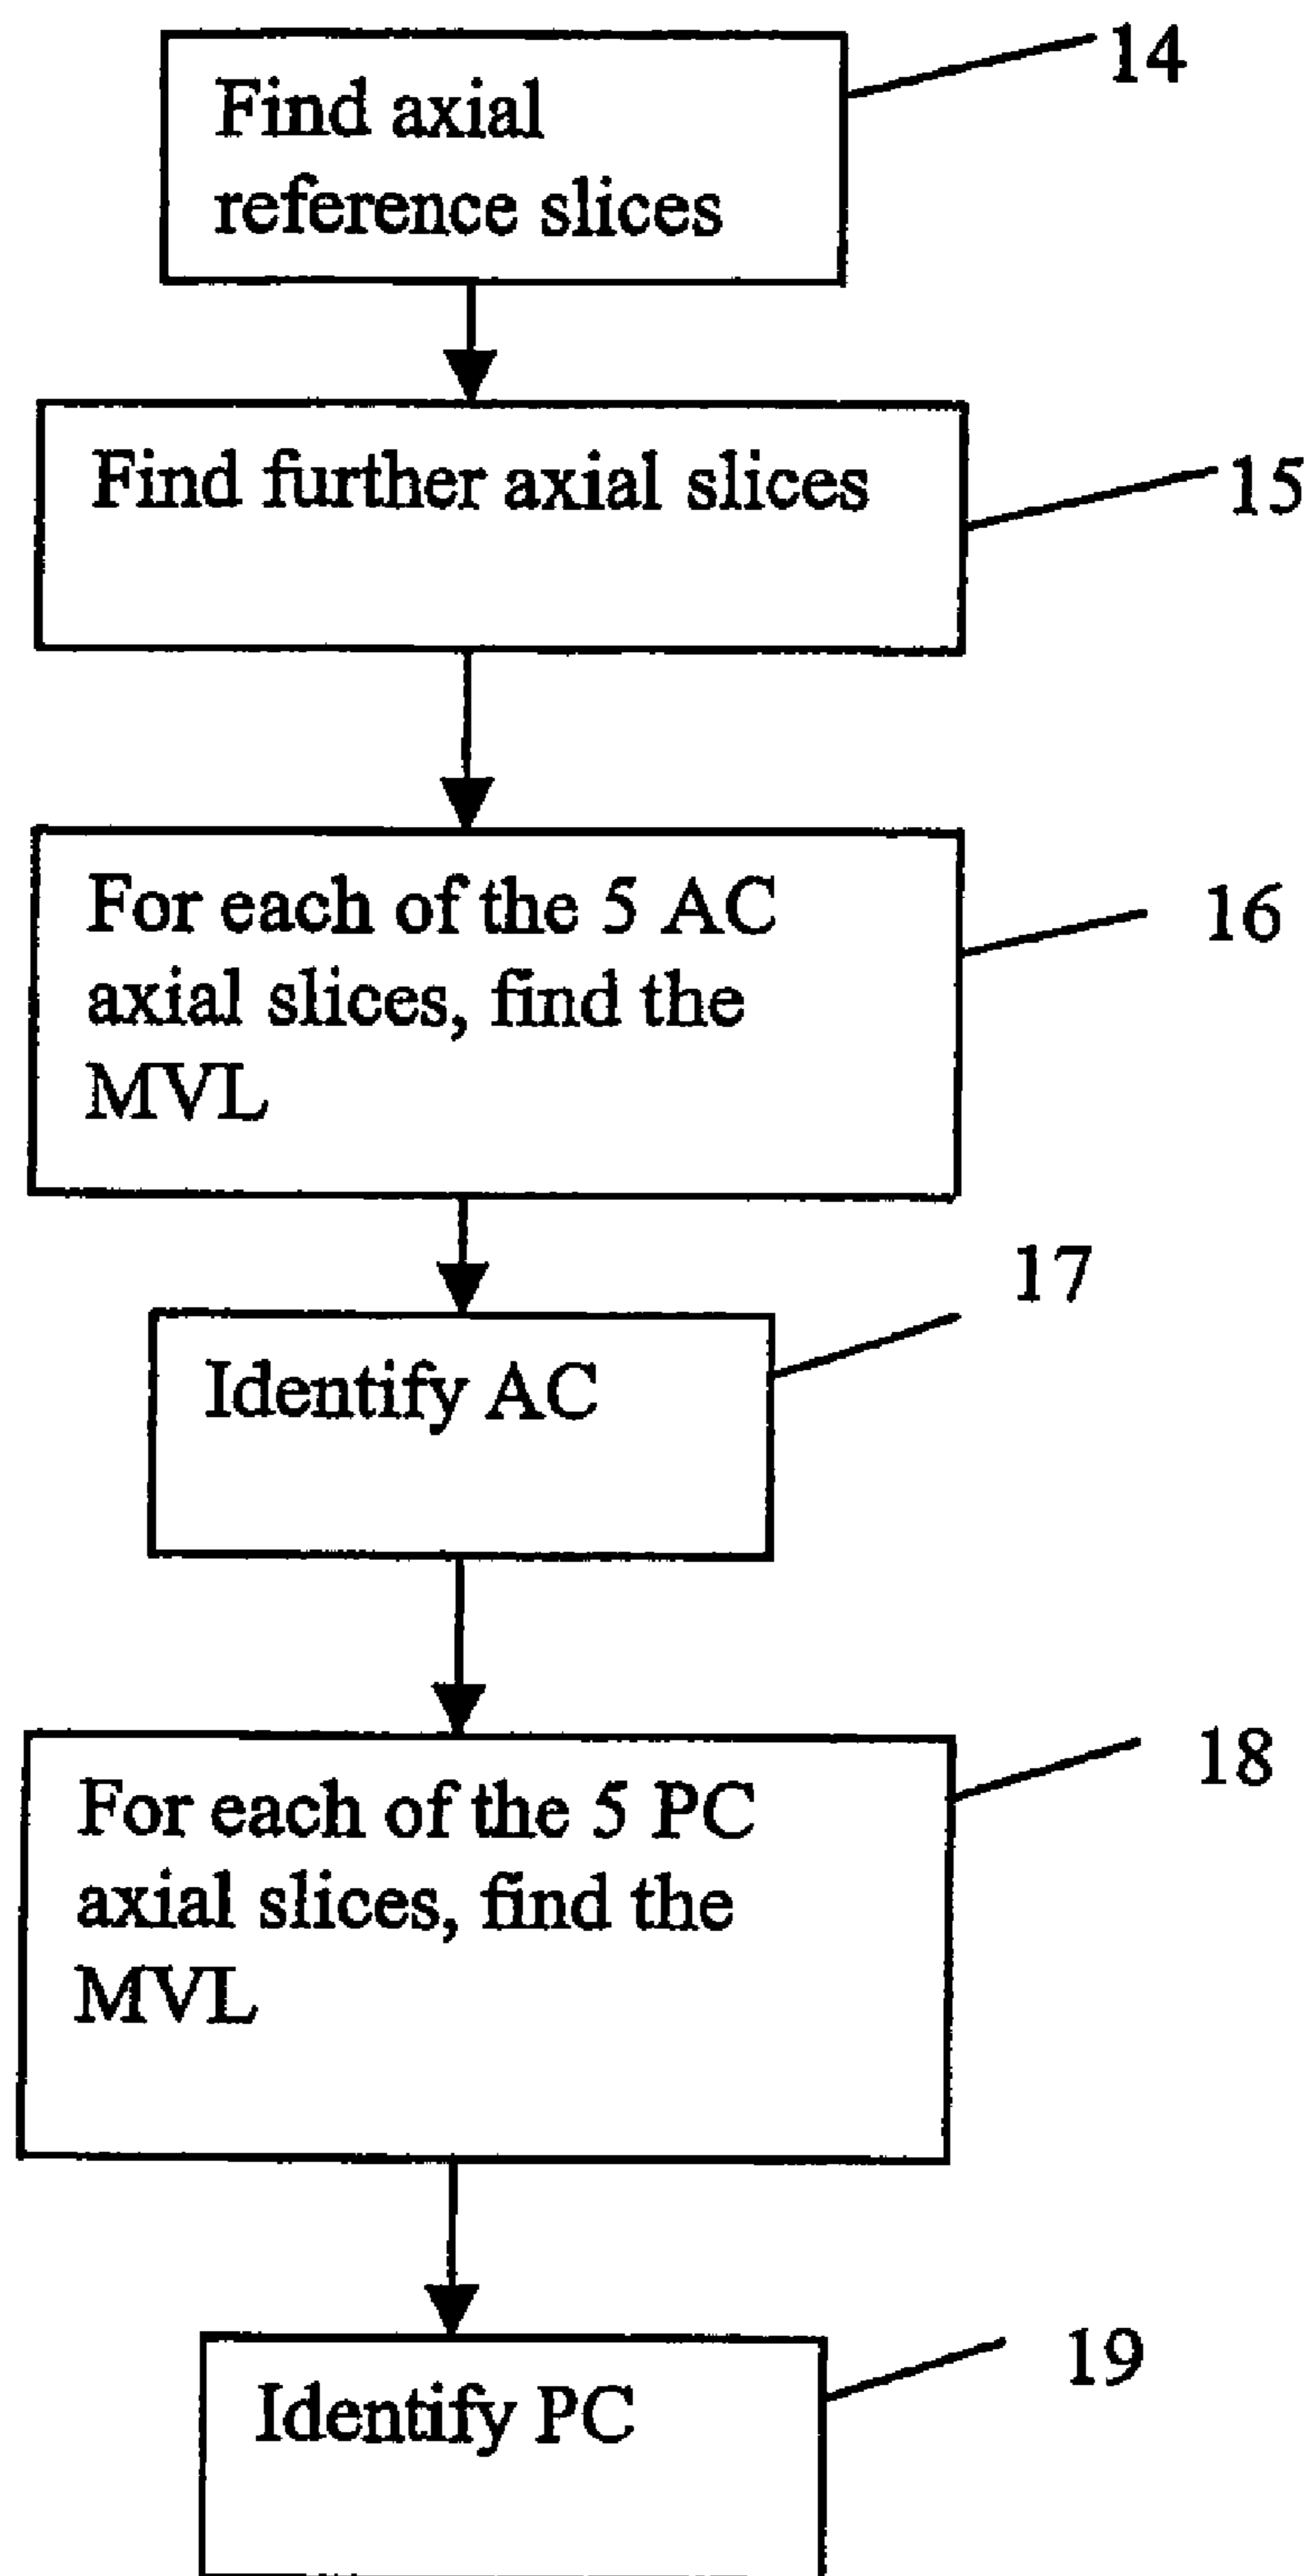 14
Find axial
reference slices
Find further axial slices
15
For each of the 5 AC
axial slices, find the
MVL
16
17
Identify AC
18
For each of the 5 PC
axial slices, find the
MVL
19
Identify PC